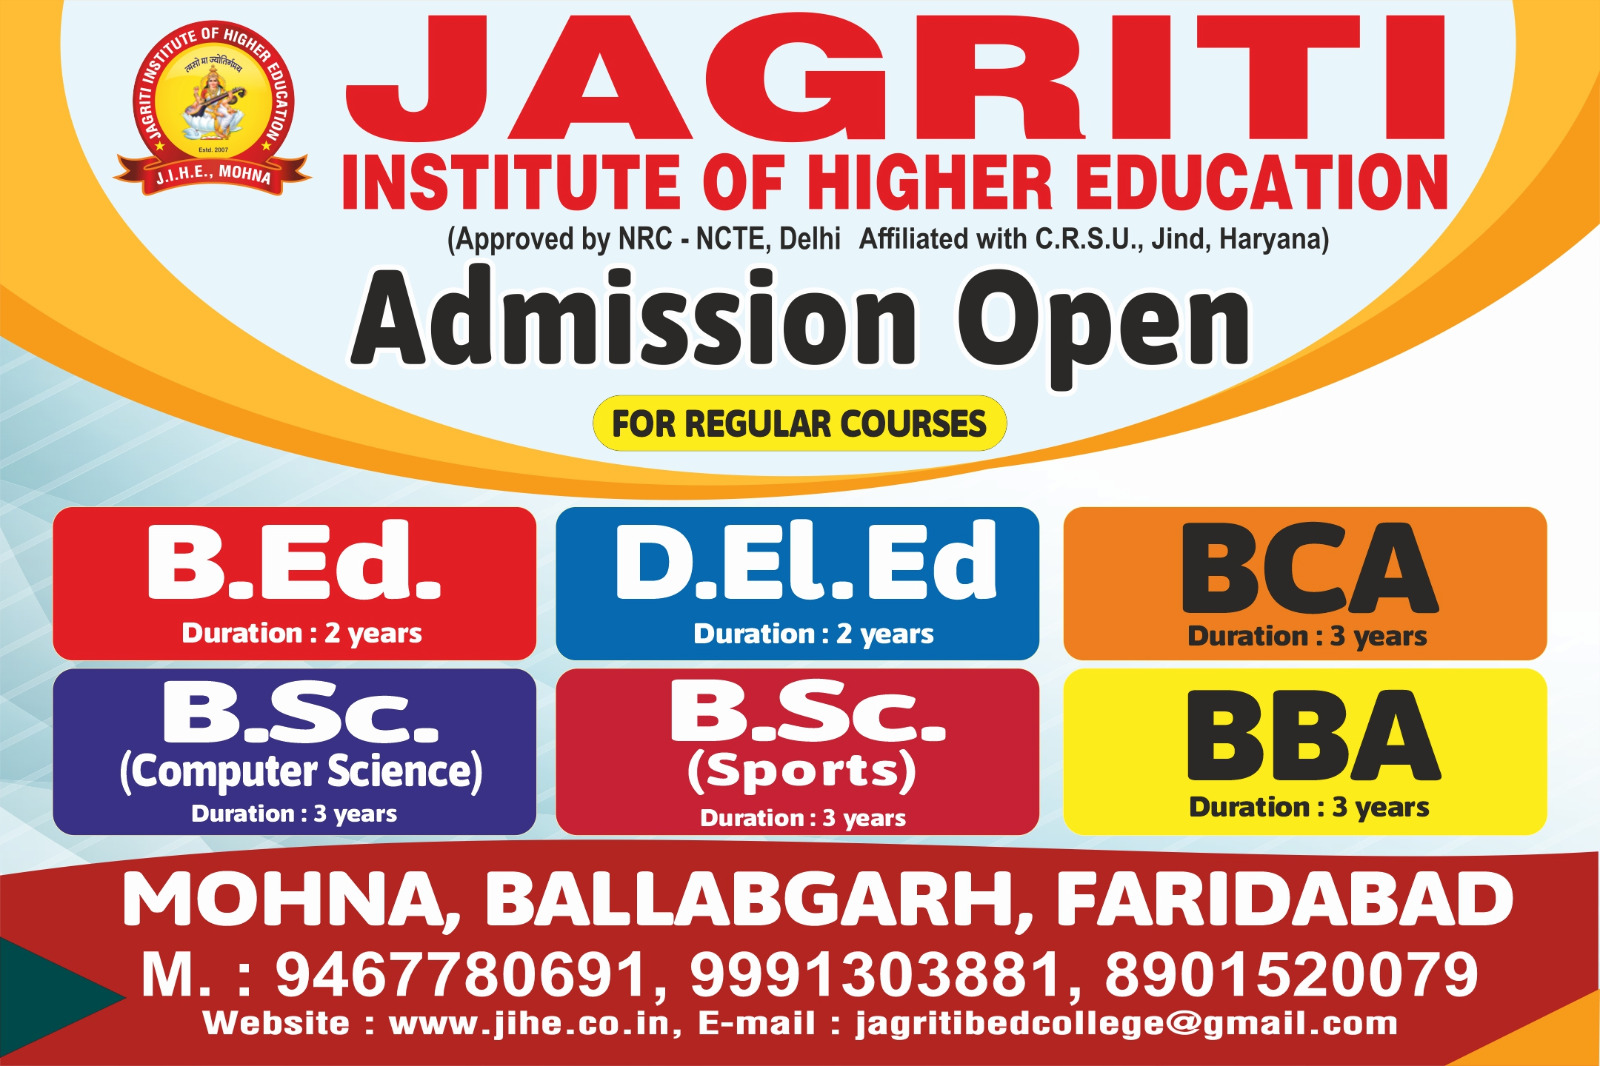 JAGRITI INSTITUTE OF HIGHER EDUCATION
Estd. 2007
J.I.H.E., MOHNA
JAGRITI
INSTITUTE OF HIGHER EDUCATION
(Approved by NRC - NCTE, Delhi Affiliated with C.R.S.U., Jind, Haryana)
Admission Open
FOR REGULAR COURSES
B.Ed.
Duration : 2 years
D.El.Ed
Duration : 2 years
BCA
Duration : 3 years
B.Sc.
(Computer Science)
Duration : 3 years
B.Sc.
(Sports)
Duration : 3 years
BBA
Duration : 3 years
MOHNA, BALLABGARH, FARIDABAD
M. : 9467780691, 9991303881, 8901520079
Website : www.jihe.co.in, E-mail : jagritibedcollege@gmail.com